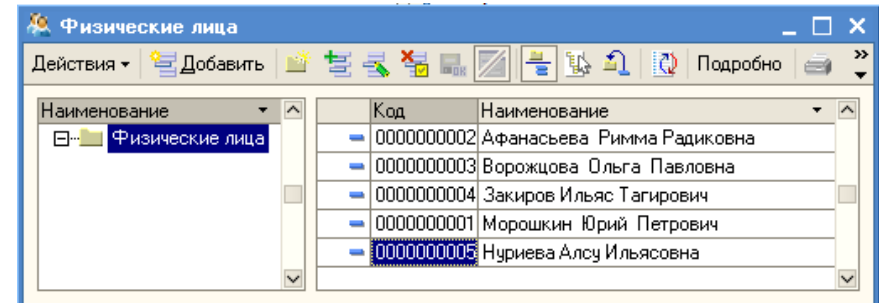 Физические лица
Действия Добавить Подробно
Наименование
Физические лица
Код Наименование
0000000002 Афанасьева Римма Радиковна
0000000003 Ворожцова Ольга Павловна
0000000004 Закиров Ильяс Тагирович
0000000001 Морошкин Юрий Петрович
0000000005 Нуриева Алсу Ильясовна